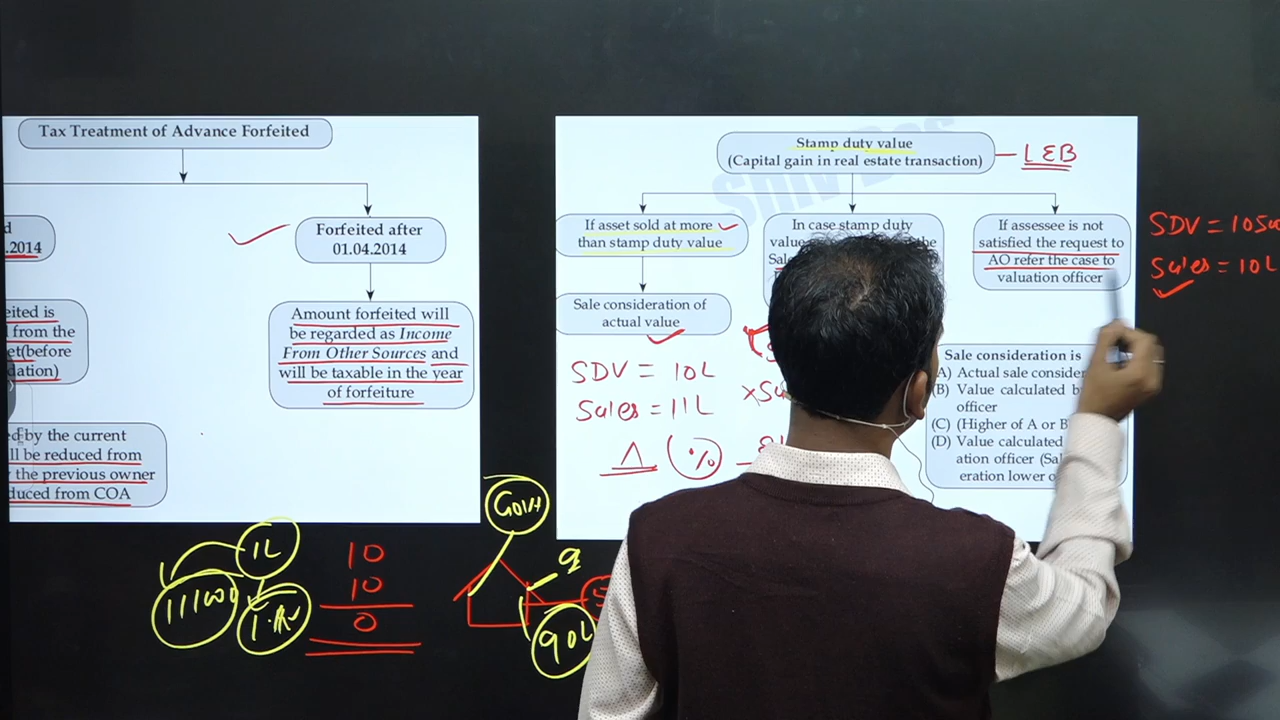 Tax Treatment of Advance Forfeited
d
.2014
Forfeited after
01.04.2014
eited is
from the
et(before
dation)
Amount forfeited will
be regarded as Income
From Other Sources and
will be taxable in the year
of forfeiture
ed by the current
ll be reduced from
the previous owner
duced from COA
Stamp duty value
(Capital gain in real estate transaction)
LEB
If asset sold at more
than stamp duty value
Sale consideration of
actual value
SDV = 10L
Sales = 11L
%
In case stamp duty
value
the
If assessee is not
satisfied the request to
AO refer the case to
valuation officer
Sale consideration is
A) Actual sale consider
(B) Value calculated b
officer
(C) (Higher of A or B
(D) Value calculated
ation officer (Sal
eration lower o
SDV = 1050
Sales = 10L
1L
10
10
0
90L